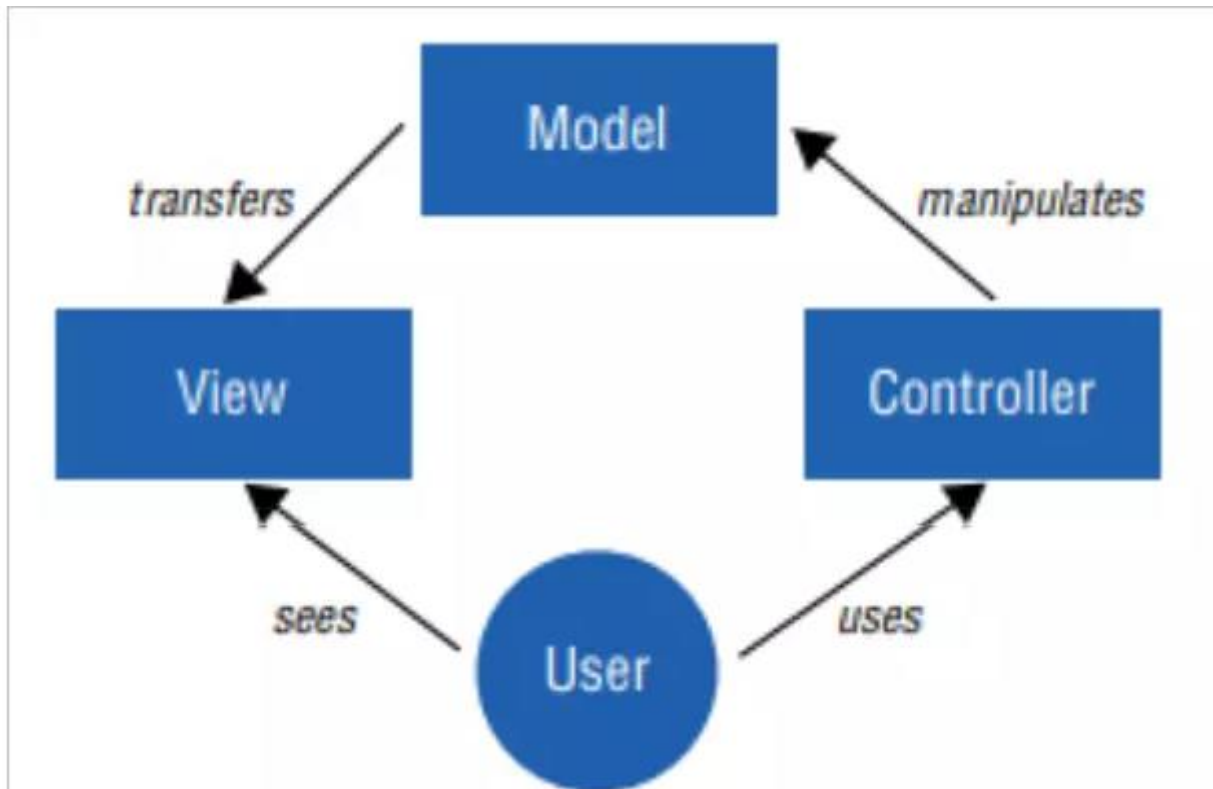 Model
transfers
manipulates
View
Controller
sees
uses
User